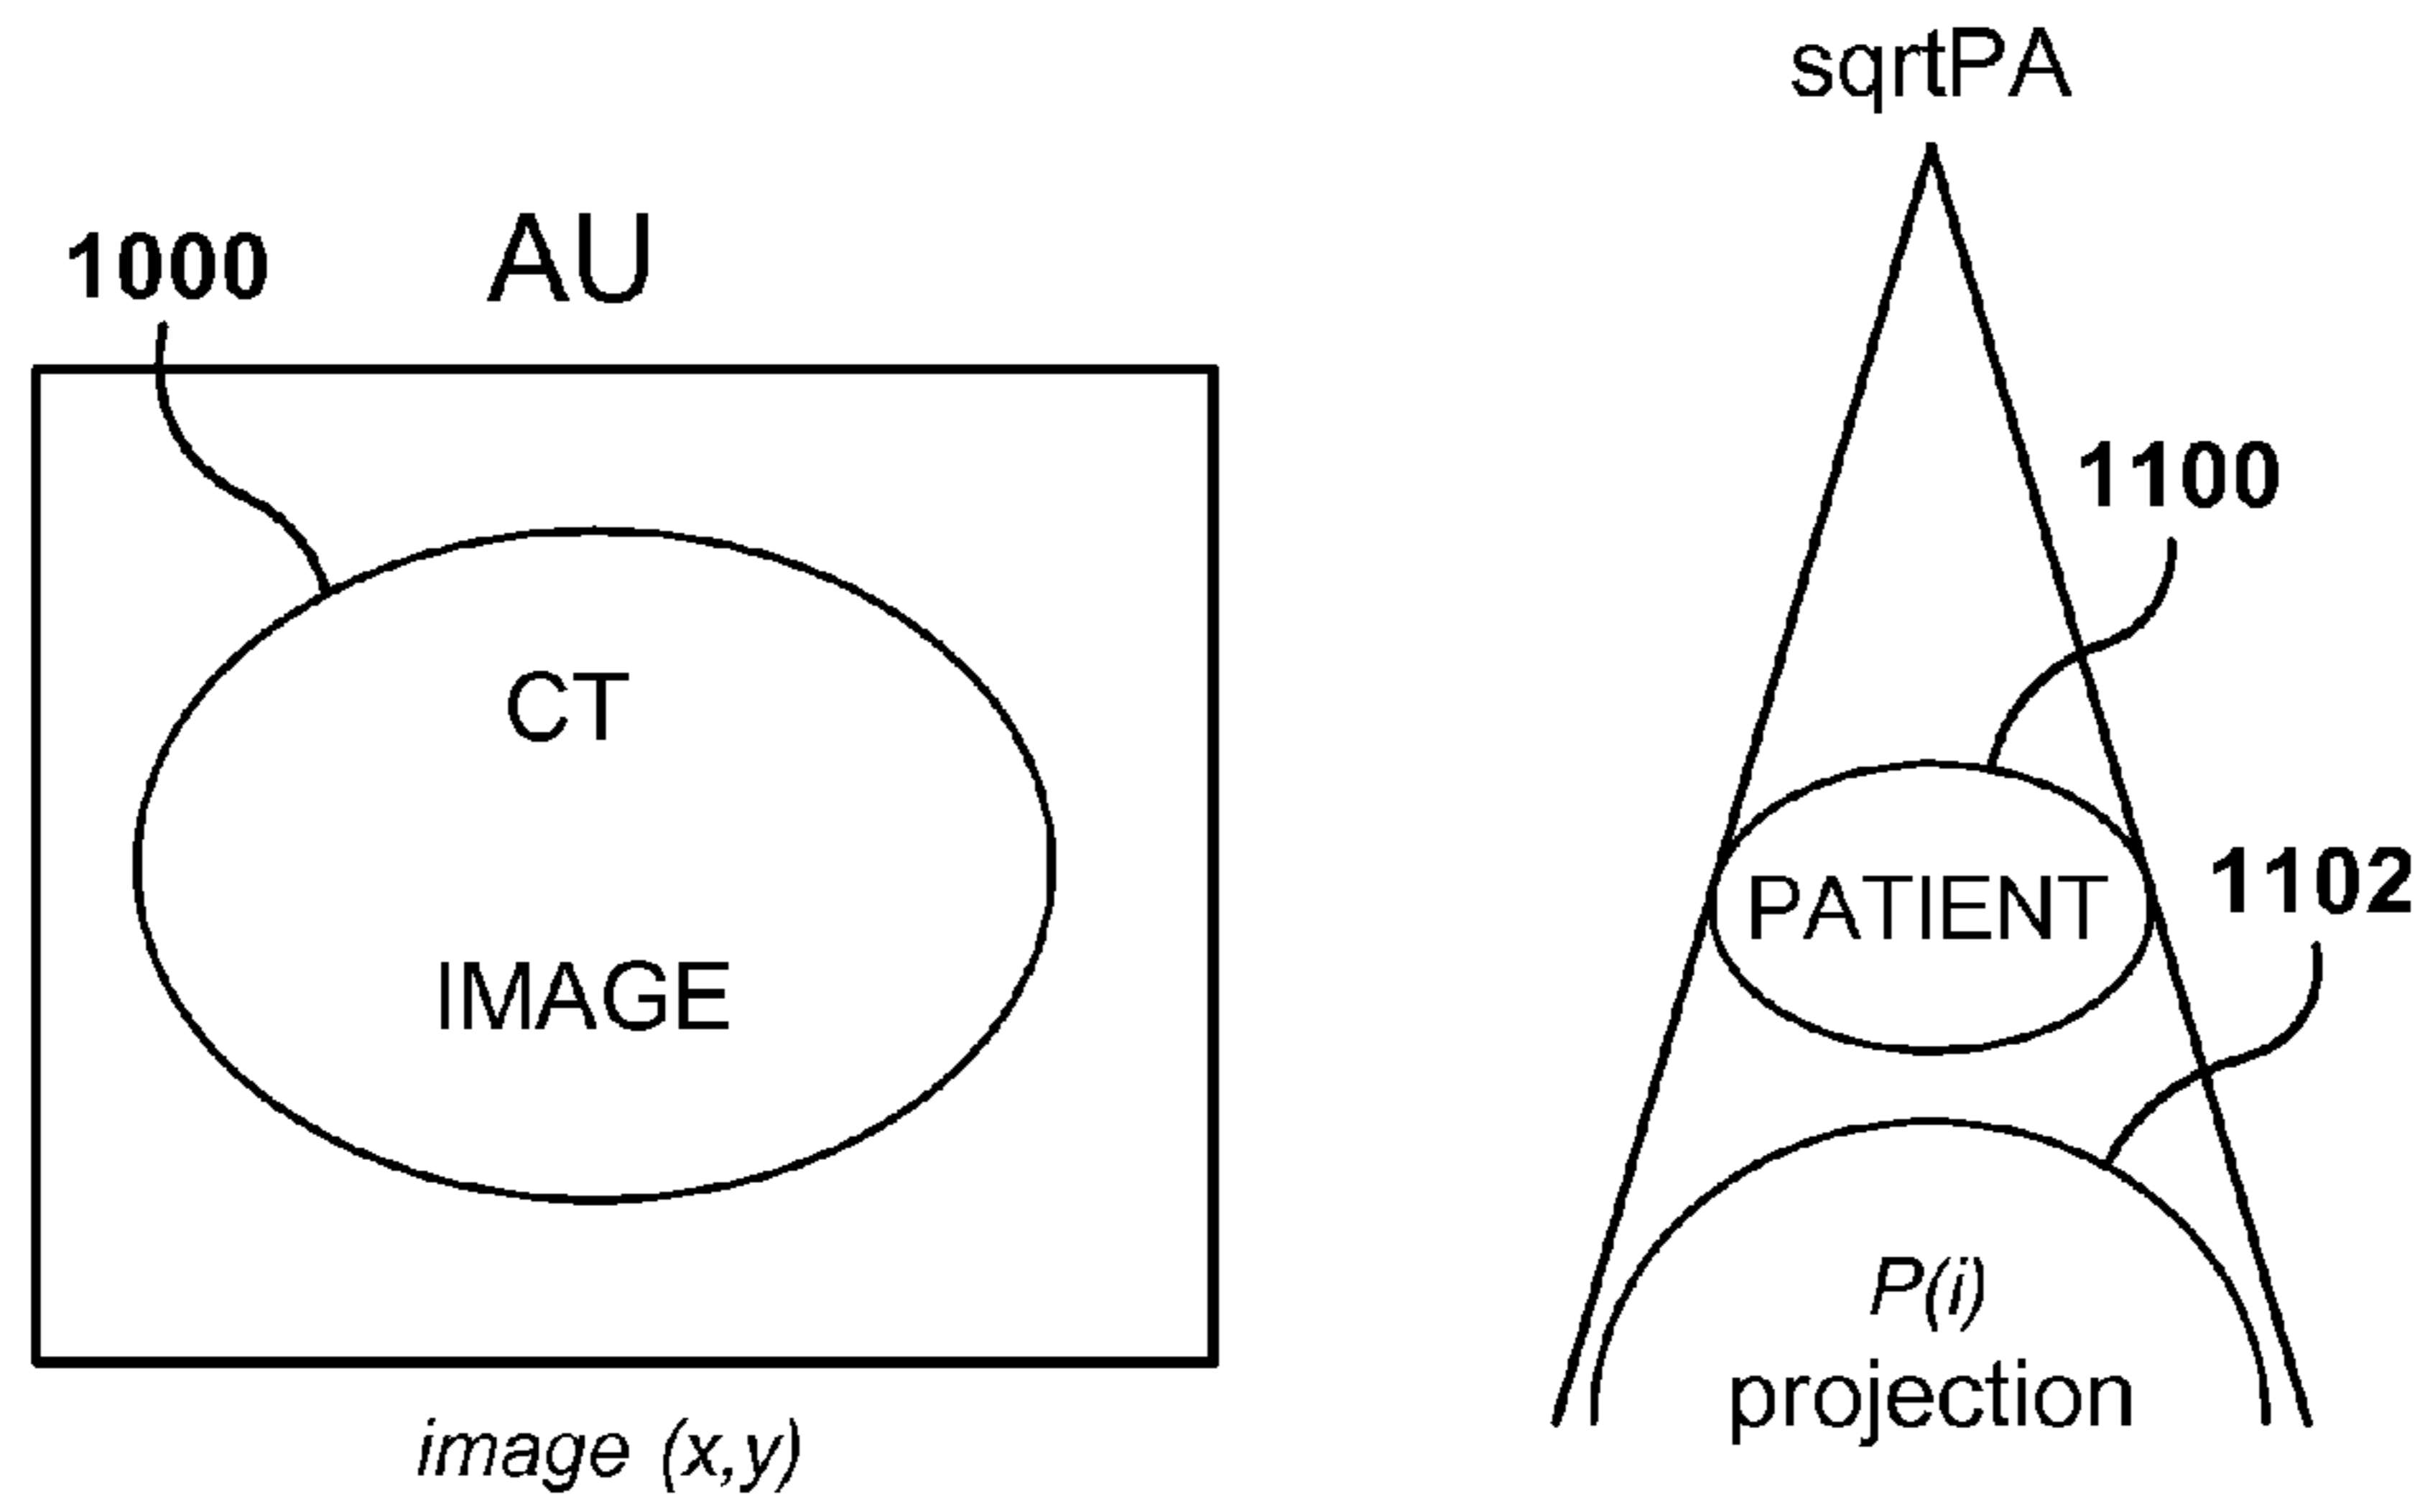 1000
AU
CT
IMAGE
image (x,y)
sqrtPA
1100
PATIENT
1102
P(i)
projection